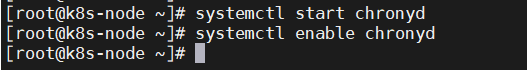 [root@k8s-node ~]# systemctl start chronyd
[root@k8s-node ~]# systemctl enable chronyd
[root@k8s-node ~]#